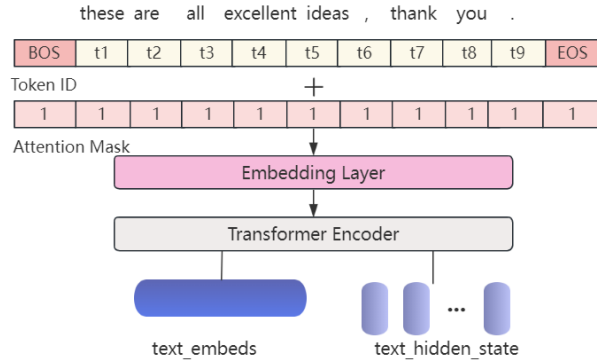 these are all excellent ideas , thank you .
BOS t1 t2 t3 t4 t5 t6 t7 t8 t9 EOS
Token ID
+
1 1 1 1 1 1 1 1 1 1 1
Attention Mask
Embedding Layer
Transformer Encoder
...
text_embeds text_hidden_state